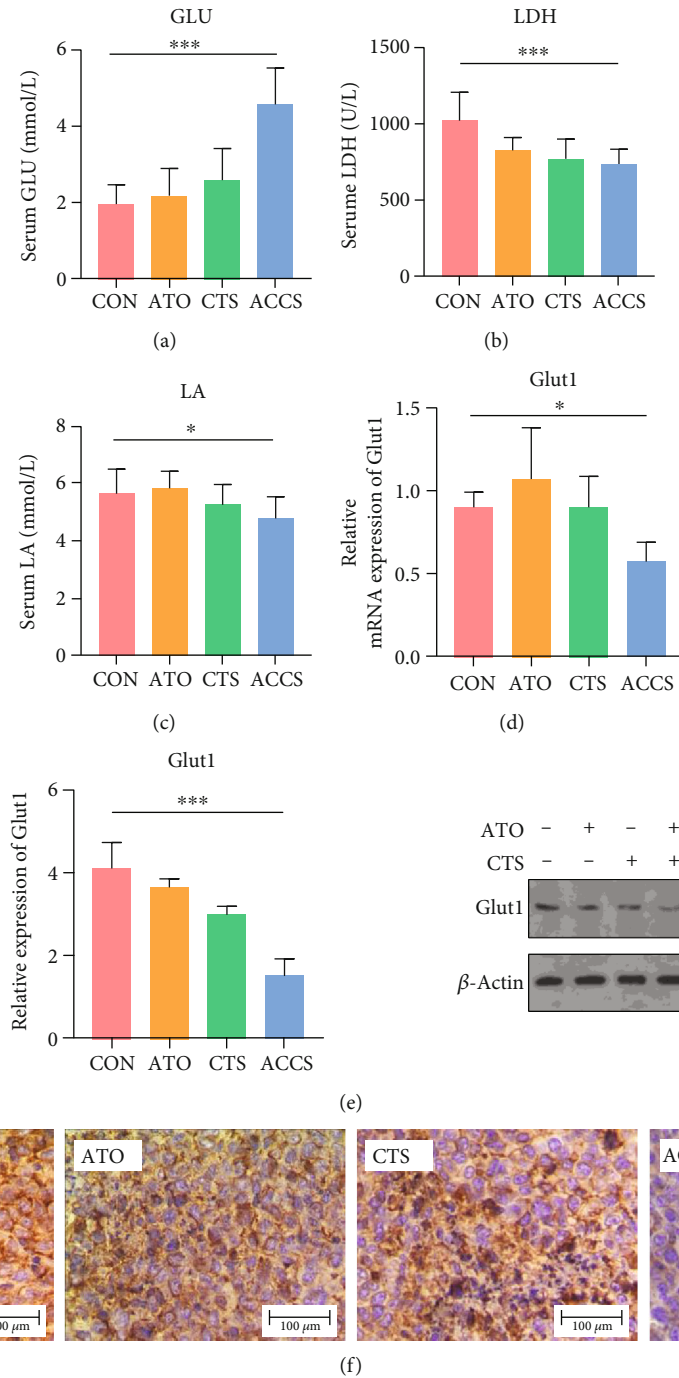 GLU
Serum GLU (mmol/L)
6
4
2
0
***
CON ATO CTS ACCS
(a)
LDH
Serume LDH (U/L)
1500
1000
500
0
***
CON ATO CTS ACCS
(b)
LA
Serum LA (mmol/L)
8
6
4
2
0
*
CON ATO CTS ACCS
(c)
Glut1
Relative
mRNA expression of Glut1
1.5
1.0
0.5
0.0
*
CON ATO CTS ACCS
(d)
Glut1
Relative expression of Glut1
6
4
2
0
***
CON ATO CTS ACCS
ATO − + − +
CTS − − + +
Glut1
β-Actin
(e)
00 μm
ATO
100 μm
CTS
100 μm
(f)